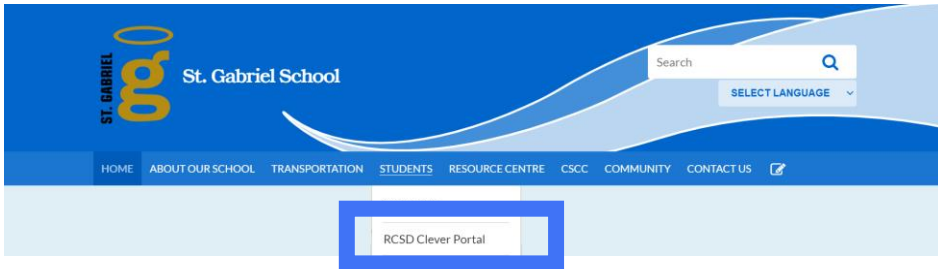 ST. GABRIEL
g
St. Gabriel School
Search
SELECT LANGUAGE
HOME ABOUT OUR SCHOOL TRANSPORTATION STUDENTS RESOURCE CENTRE CSCC COMMUNITY CONTACT US
RCSD Clever Portal